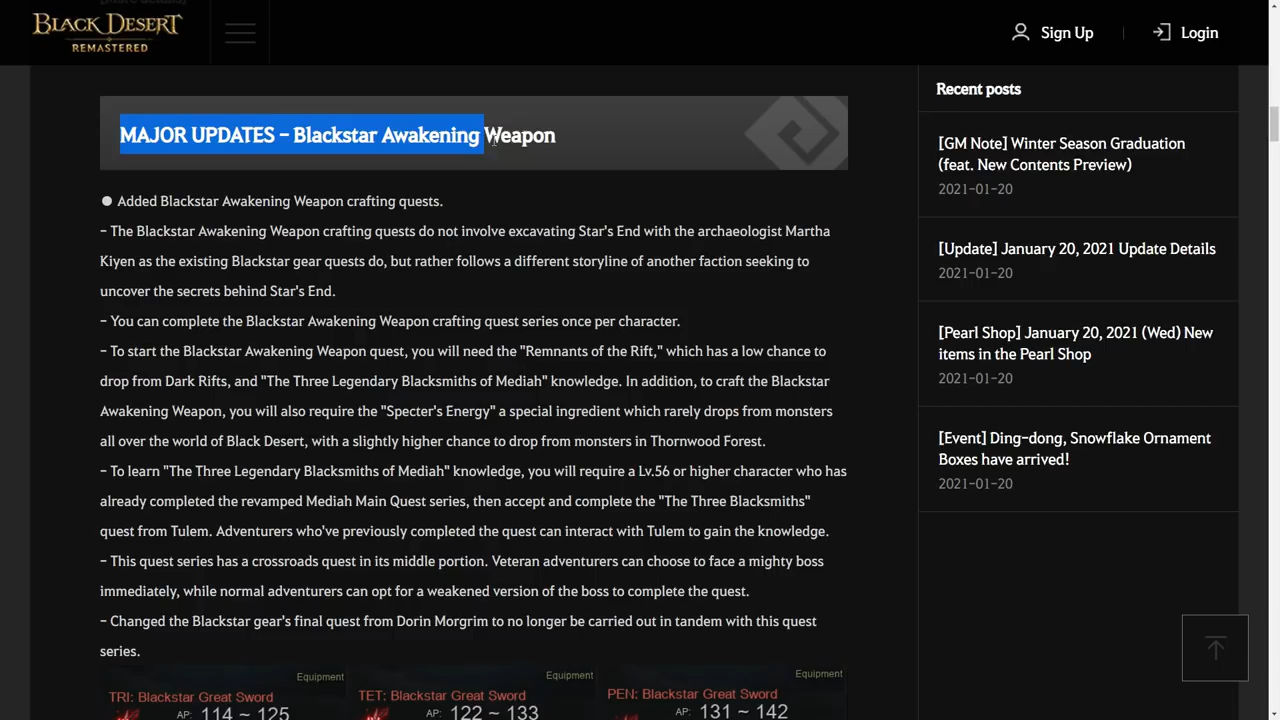 BLACK DESERT
REMASTERED
Sign Up
Login
MAJOR UPDATES - Blackstar Awakening Weapon
● Added Blackstar Awakening Weapon crafting quests.
- The Blackstar Awakening Weapon crafting quests do not involve excavating Star's End with the archaeologist Martha
Kiyen as the existing Blackstar gear quests do, but rather follows a different storyline of another faction seeking to
uncover the secrets behind Star's End.
- You can complete the Blackstar Awakening Weapon crafting quest series once per character.
- To start the Blackstar Awakening Weapon quest, you will need the "Remnants of the Rift," which has a low chance to
drop from Dark Rifts, and "The Three Legendary Blacksmiths of Mediah" knowledge. In addition, to craft the Blackstar
Awakening Weapon, you will also require the "Specter's Energy" a special ingredient which rarely drops from monsters
all over the world of Black Desert, with a slightly higher chance to drop from monsters in Thornwood Forest.
- To learn "The Three Legendary Blacksmiths of Mediah" knowledge, you will require a Lv.56 or higher character who has
already completed the revamped Mediah Main Quest series, then accept and complete the "The Three Blacksmiths"
quest from Tulem. Adventurers who've previously completed the quest can interact with Tulem to gain the knowledge.
- This quest series has a crossroads quest in its middle portion. Veteran adventurers can choose to face a mighty boss
immediately, while normal adventurers can opt for a weakened version of the boss to complete the quest.
- Changed the Blackstar gear's final quest from Dorin Morgrim to no longer be carried out in tandem with this quest
series.
Equipment
TRI: Blackstar Great Sword
AP: 114 ~ 125
Equipment
TET: Blackstar Great Sword
AP: 122 ~ 133
Equipment
PEN: Blackstar Great Sword
AP: 131 ~ 142
Recent posts
[GM Note] Winter Season Graduation
(feat. New Contents Preview)
2021-01-20
[Update] January 20, 2021 Update Details
2021-01-20
[Pearl Shop] January 20, 2021 (Wed) New
items in the Pearl Shop
2021-01-20
[Event] Ding-dong, Snowflake Ornament
Boxes have arrived!
2021-01-20